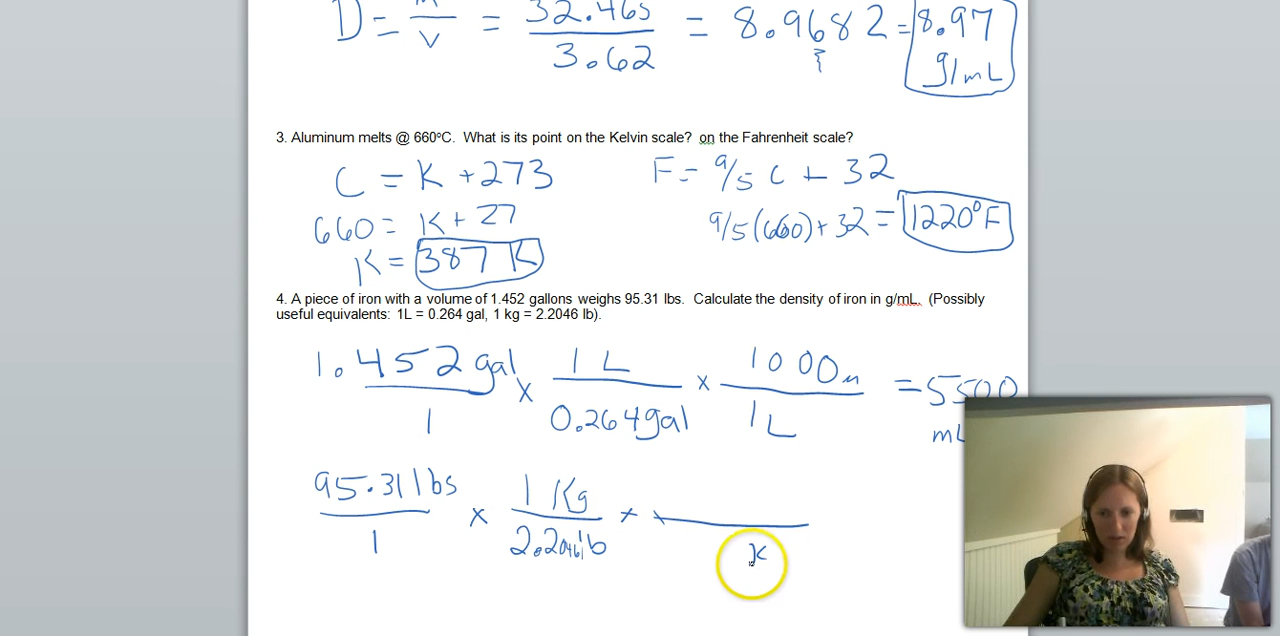 D = m/v = 32.465/3.62 = 8.9682 = 8.97 g/mL
3. Aluminum melts @ 660°C. What is its point on the Kelvin scale? on the Fahrenheit scale?
C = K + 273
F = 9/5 C + 32
660 = K + 27
9/5(660) + 32 = 1220°F
K = 387 K
4. A piece of iron with a volume of 1.452 gallons weighs 95.31 lbs. Calculate the density of iron in g/mL. (Possibly
useful equivalents: 1L = 0.264 gal, 1 kg = 2.2046 lb).
1.452 gal/1 x 1 L/0.264 gal x 1000m/1L = 5500 mL
95.31 lbs/1 x 1 Kg/2.2046 lb x /K